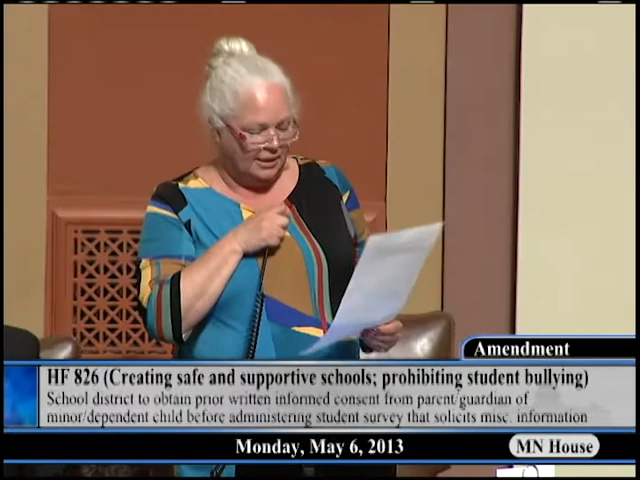 Amendment
HF 826 (Creating safe and supportive schools; prohibiting student bullying)
School district to obtain prior written informed consent from parent/guardian of
minor/dependent child before administering student survey that solicits misc. information
Monday, May 6, 2013
MN House